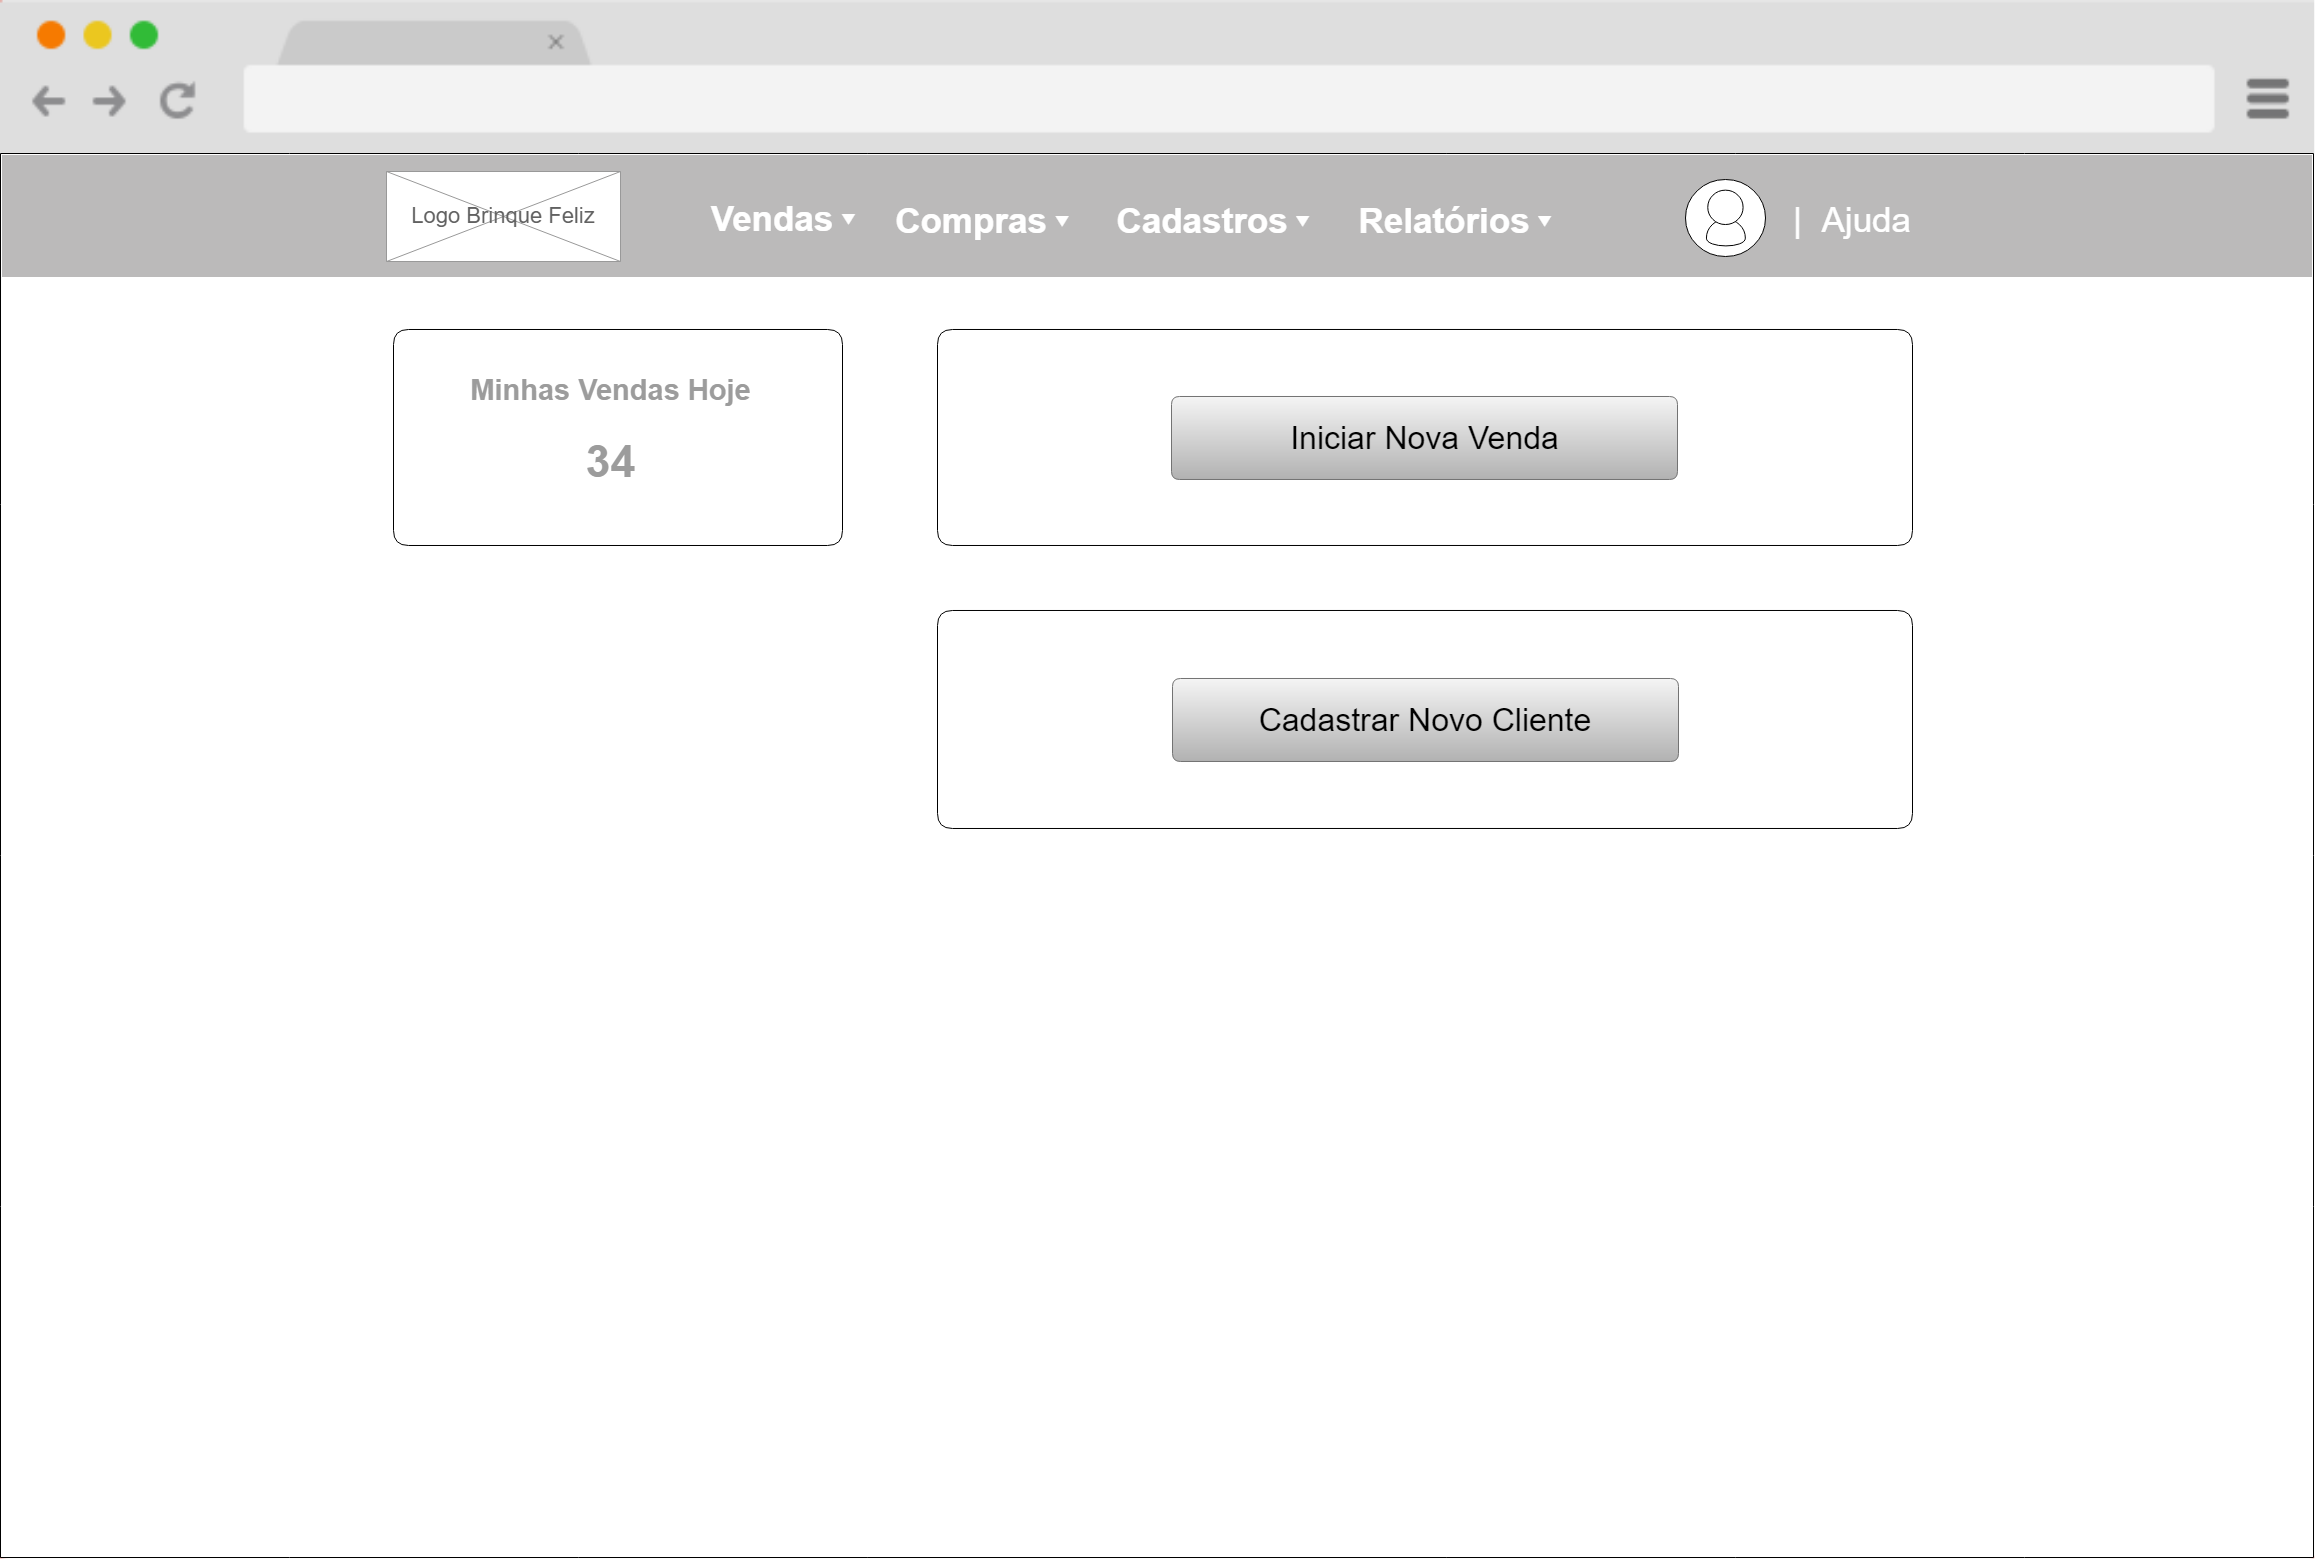 Logo Brinque Feliz
Vendas
Compras
Cadastros
Relatórios
| Ajuda
Minhas Vendas Hoje
34
Iniciar Nova Venda
Cadastrar Novo Cliente